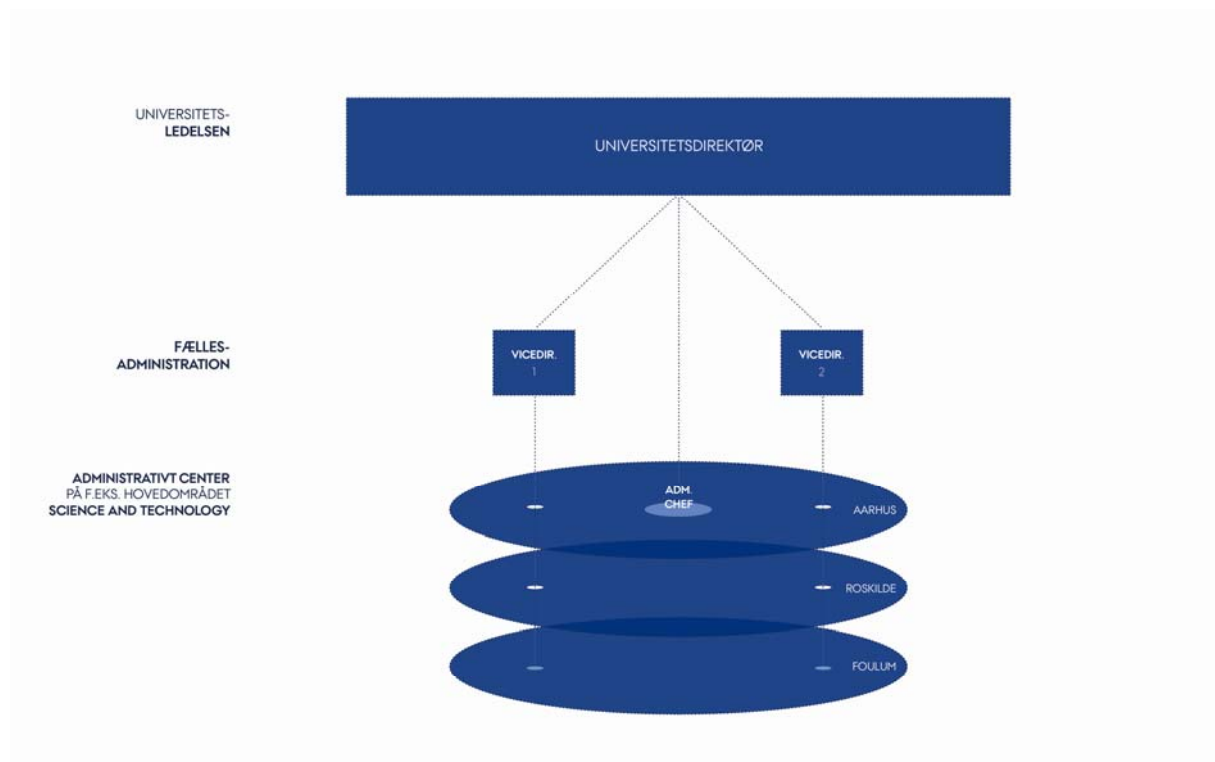 UNIVERSITETS-
LEDELSEN
UNIVERSITETSDIREKTØR
FÆLLES-
ADMINISTRATION
VICEDIR.
1
VICEDIR.
2
ADMINISTRATIVT CENTER
PÅ F.EKS. HOVEDOMRÅDET
SCIENCE AND TECHNOLOGY
ADM.
CHEF
AARHUS
ROSKILDE
FOULUM